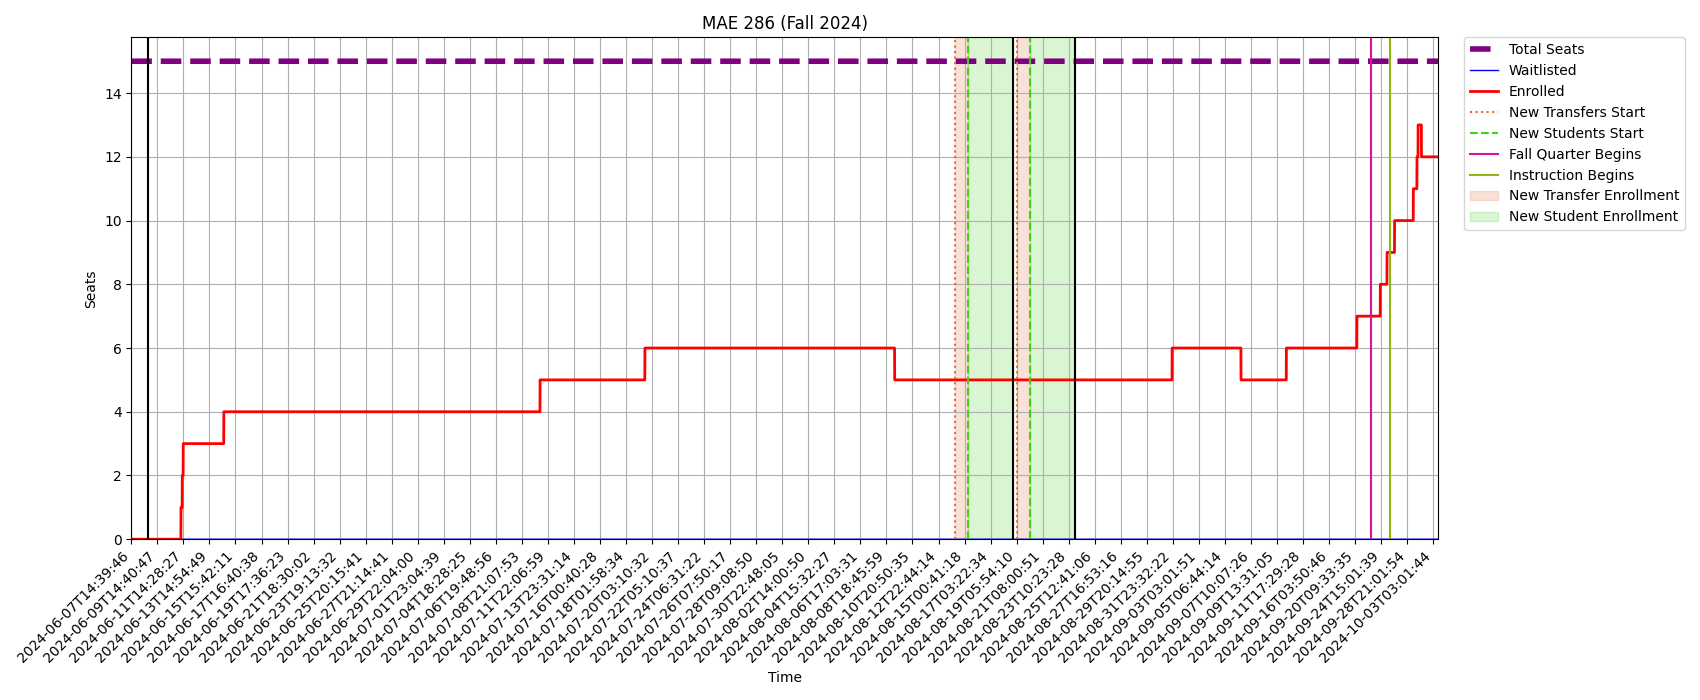 MAE 286 (Fall 2024)
Total Seats
Waitlisted
Enrolled
New Transfers Start
New Students Start
Fall Quarter Begins
Instruction Begins
New Transfer Enrollment
New Student Enrollment
Seats
14
12
10
8
6
4
2
0
2024-06-07T14:39:46
2024-06-09T14:40:47
2024-06-11T14:28:27
2024-06-13T14:54:49
2024-06-15T15:42:11
2024-06-17T16:40:38
2024-06-19T17:36:23
2024-06-21T18:30:02
2024-06-23T19:13:32
2024-06-25T20:15:41
2024-06-27T21:14:41
2024-06-29T22:04:00
2024-07-01T23:04:39
2024-07-04T18:28:25
2024-07-06T19:48:56
2024-07-08T21:07:53
2024-07-11T22:06:59
2024-07-13T23:31:14
2024-07-16T00:40:28
2024-07-18T01:58:34
2024-07-20T03:10:32
2024-07-22T05:10:37
2024-07-24T06:31:22
2024-07-26T07:50:17
2024-07-28T09:08:50
2024-07-30T22:48:05
2024-08-02T14:00:50
2024-08-04T15:32:27
2024-08-06T17:03:31
2024-08-08T18:45:59
2024-08-10T20:50:35
2024-08-12T22:44:14
2024-08-15T00:41:18
2024-08-17T03:22:34
2024-08-19T05:54:10
2024-08-21T08:00:51
2024-08-23T10:23:28
2024-08-25T12:41:06
2024-08-27T16:53:16
2024-08-29T20:14:55
2024-08-31T23:32:22
2024-09-03T03:01:51
2024-09-05T06:44:14
2024-09-07T10:07:26
2024-09-09T13:31:05
2024-09-11T17:29:28
2024-09-16T03:50:46
2024-09-20T09:33:35
2024-09-24T15:01:39
2024-09-28T21:01:54
2024-10-03T03:01:44
Time